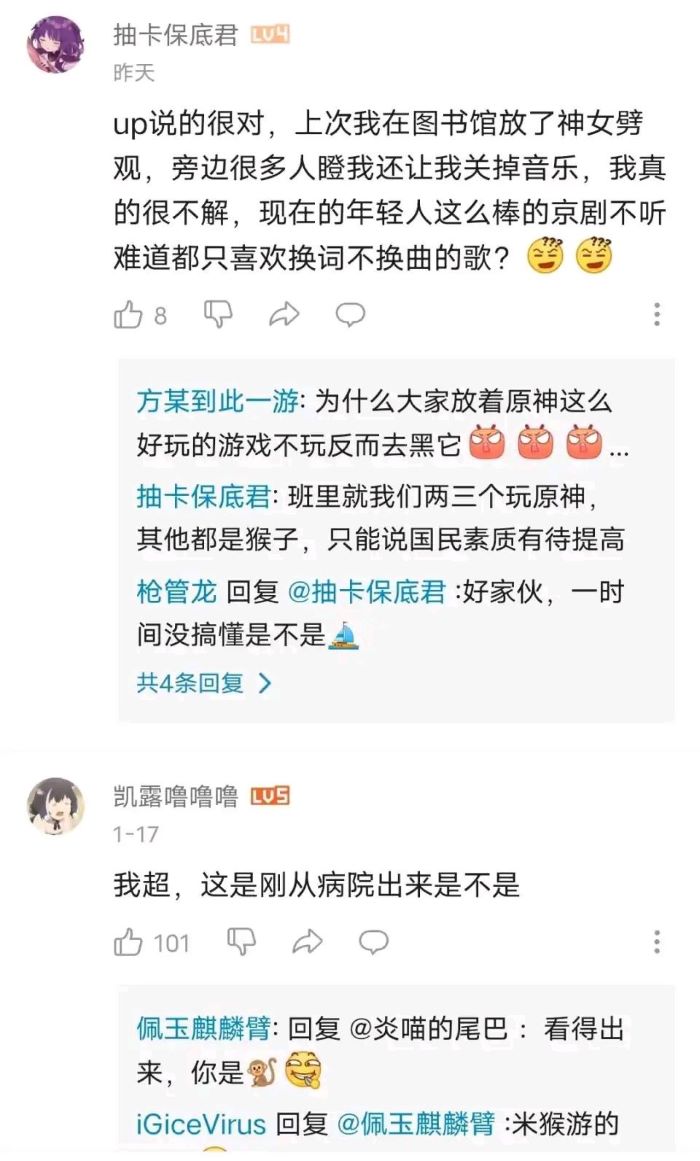 抽卡保底君 LV4
昨天
up说的很对，上次我在图书馆放了神女劈
观，旁边很多人瞪我还让我关掉音乐，我真
的很不解，现在的年轻人这么棒的京剧不听
难道都只喜欢换词不换曲的歌？
8
方某到此一游: 为什么大家放着原神这么
好玩的游戏不玩反而去黑它...
抽卡保底君: 班里就我们两三个玩原神，
其他都是猴子，只能说国民素质有待提高
枪管龙 回复 @抽卡保底君 :好家伙，一时
间没搞懂是不是
共4条回复 >
凯露噜噜噜 LV5
1-17
我超，这是刚从病院出来是不是
101
佩玉麒麟臂: 回复 @炎喵的尾巴 ：看得出
来，你是
iGiceVirus 回复 @佩玉麒麟臂 :米猴游的